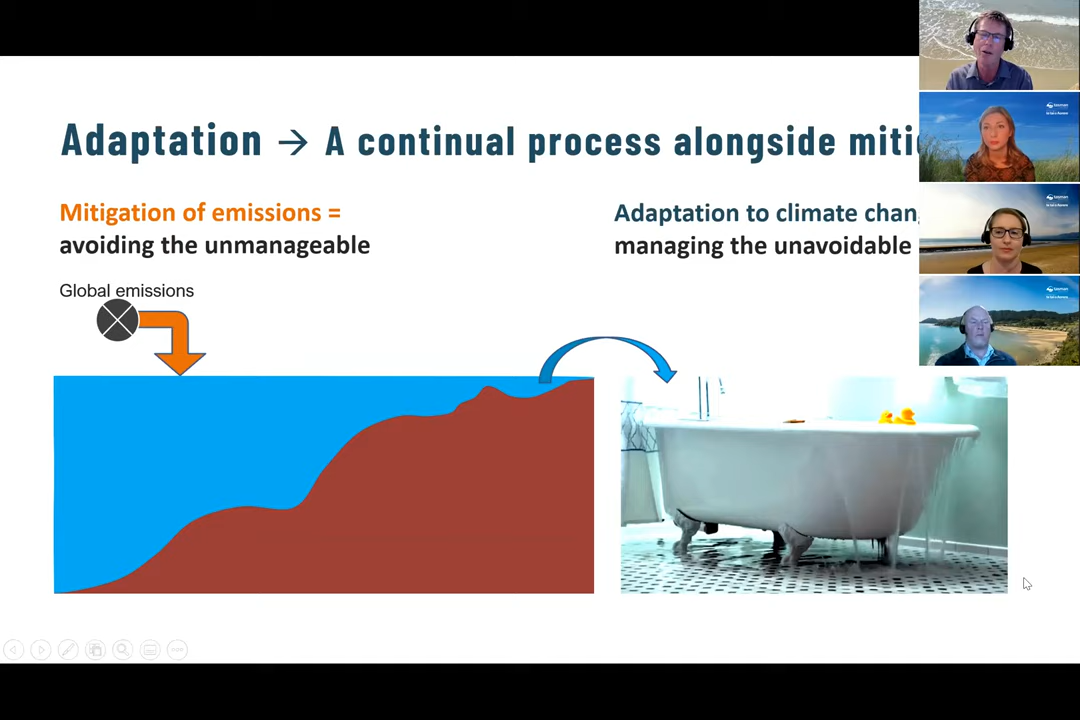 Adaptation → A continual process alongside miti
Mitigation of emissions =
avoiding the unmanageable
Adaptation to climate chan
managing the unavoidable
Global emissions